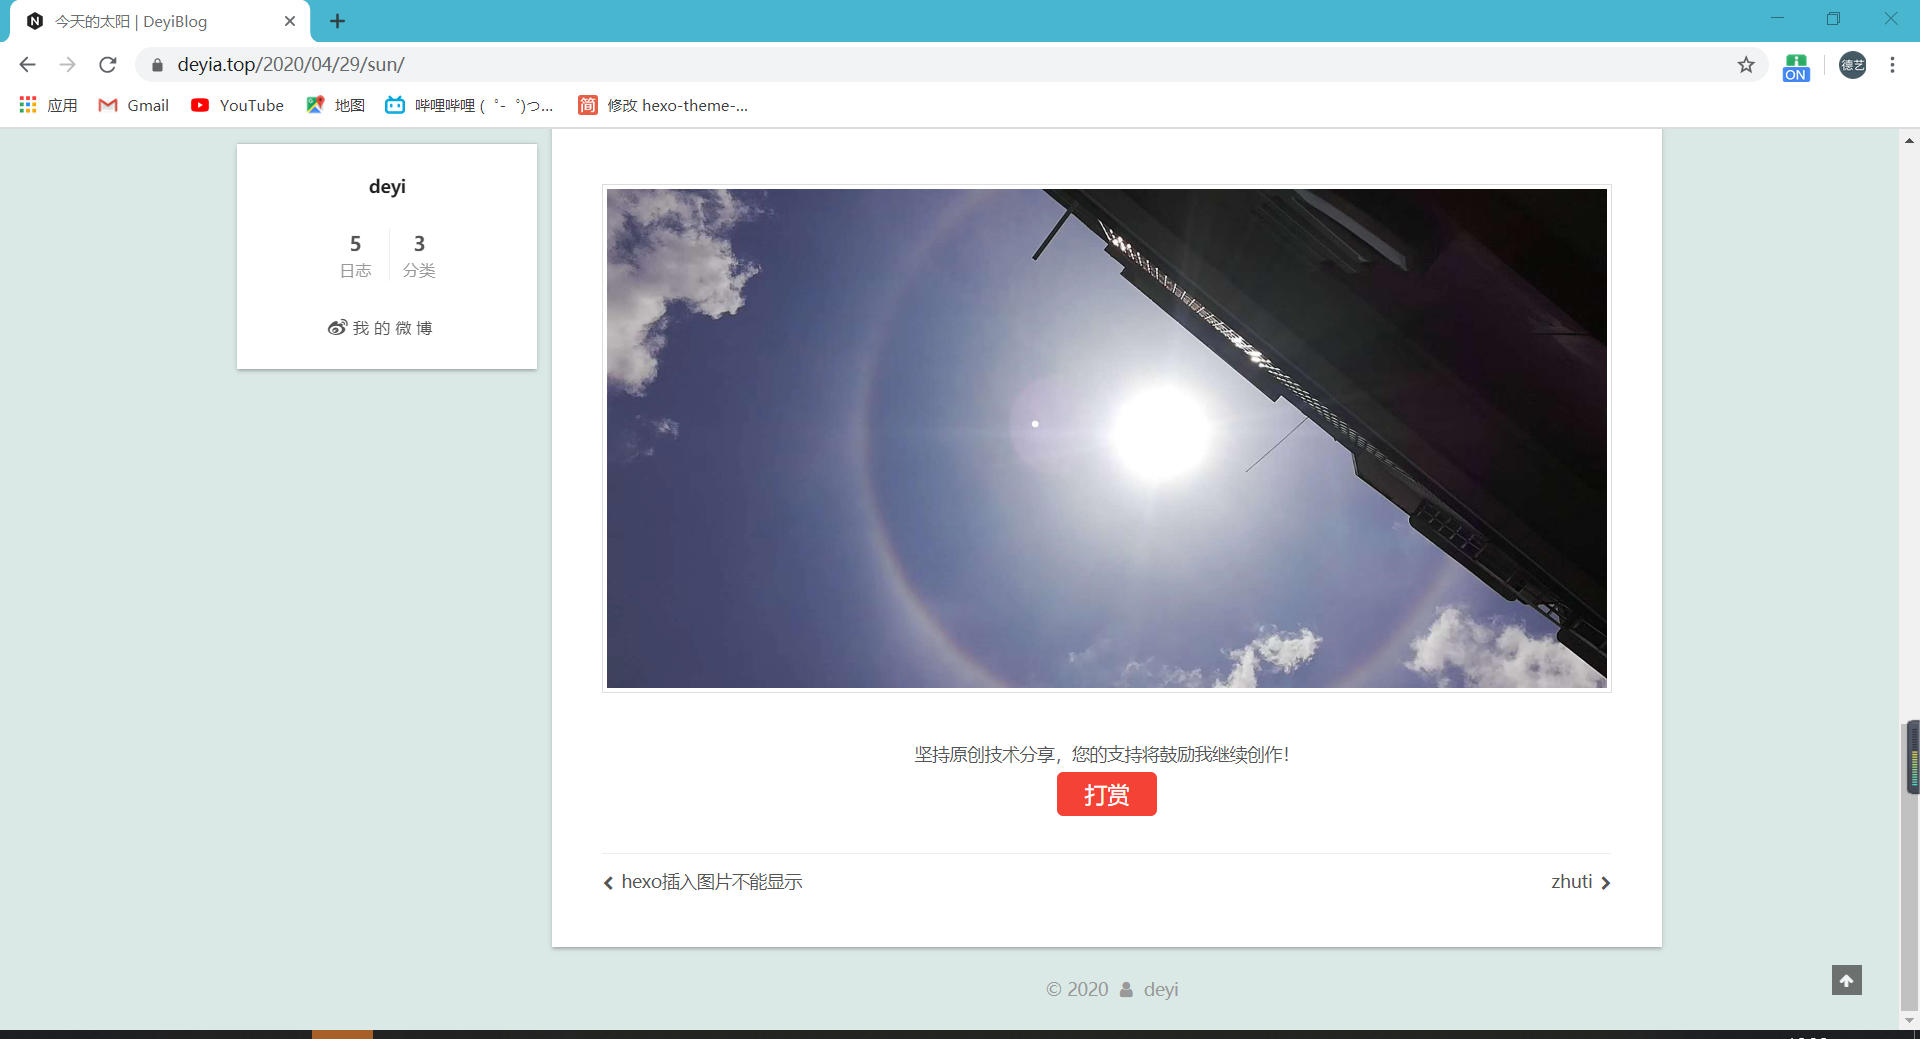 今天的太阳 | DeyiBlog
deyia.top/2020/04/29/sun/
ON
德艺
应用
Gmail
YouTube
地图
哔哩哔哩 ( ゜- ゜)つ...
简
修改 hexo-theme-...
deyi
5
3
日志
分类
我的微博
坚持原创技术分享，您的支持将鼓励我继续创作！
打赏
hexo插入图片不能显示
zhuti
© 2020 deyi